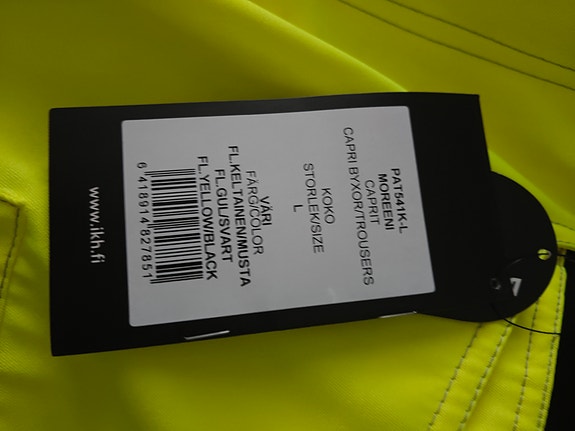 PAT541K-L
MOREENI
CAPRIT
CAPRI BYXOR/TROUSERS
KOKO
STORLEK/SIZE
L
VÄRI
FÄRG/COLOR
FL.KELTAINEN/MUSTA
FL.GUL/SVART
FL.YELLOW/BLACK
6 418914 827851
www.ikh.fi